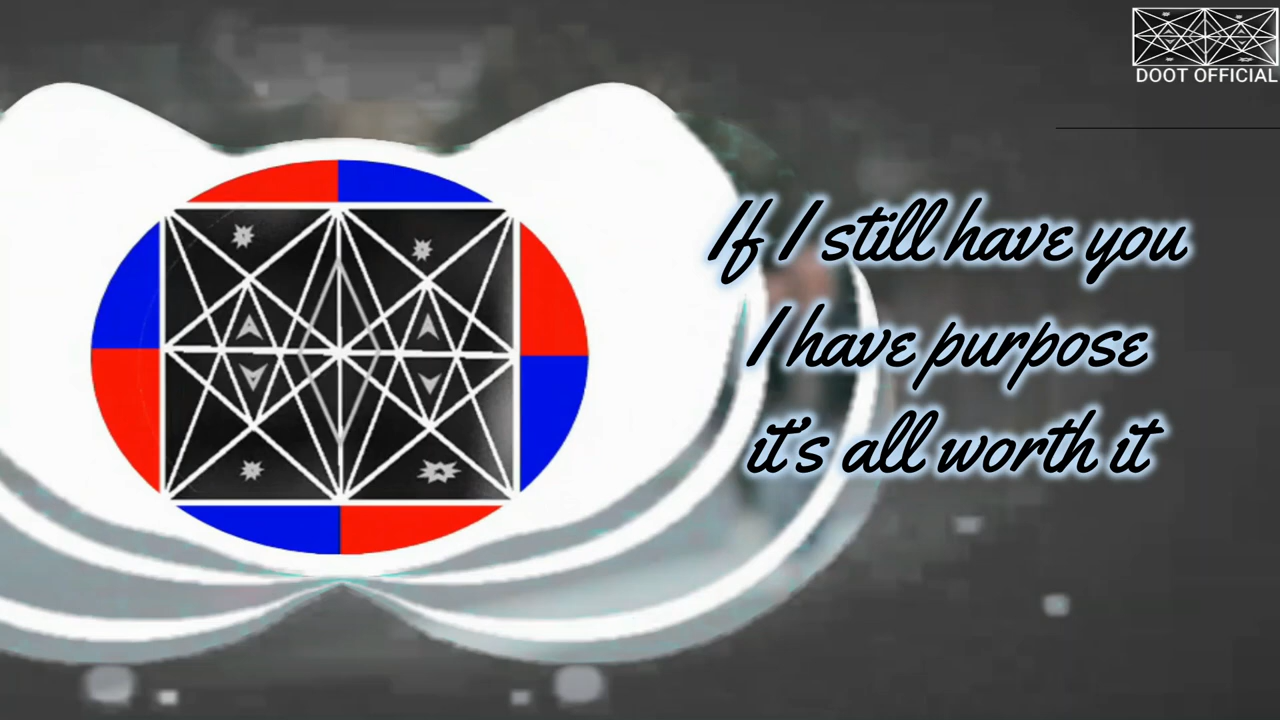 DOOT OFFICIAL
If I still have you
I have purpose
it's all worth it